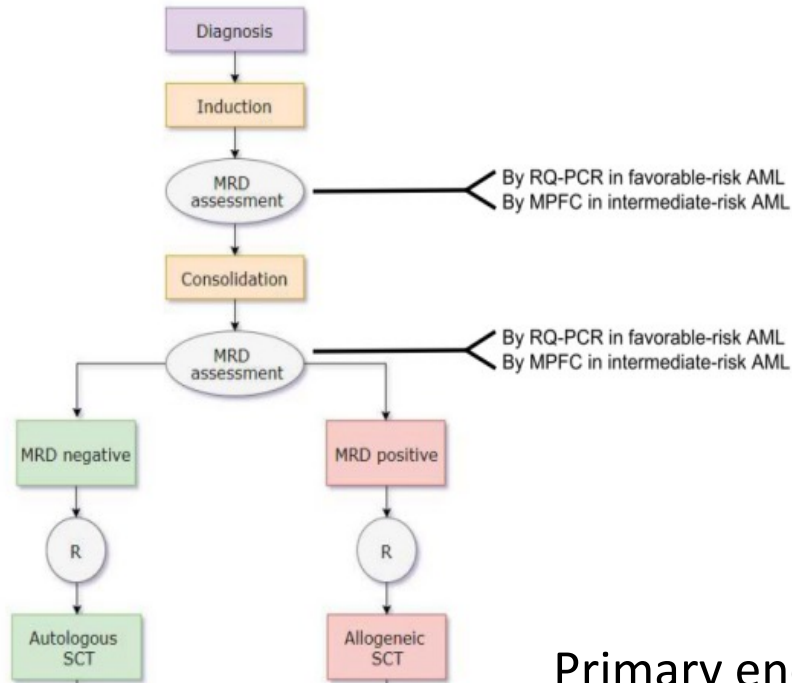 Diagnosis
Induction
MRD
assessment
By RQ-PCR in favorable-risk AML
By MPFC in intermediate-risk AML
Consolidation
MRD
assessment
By RQ-PCR in favorable-risk AML
By MPFC in intermediate-risk AML
MRD negative
MRD positive
R
R
Autologous
SCT
Allogeneic
SCT
Primary